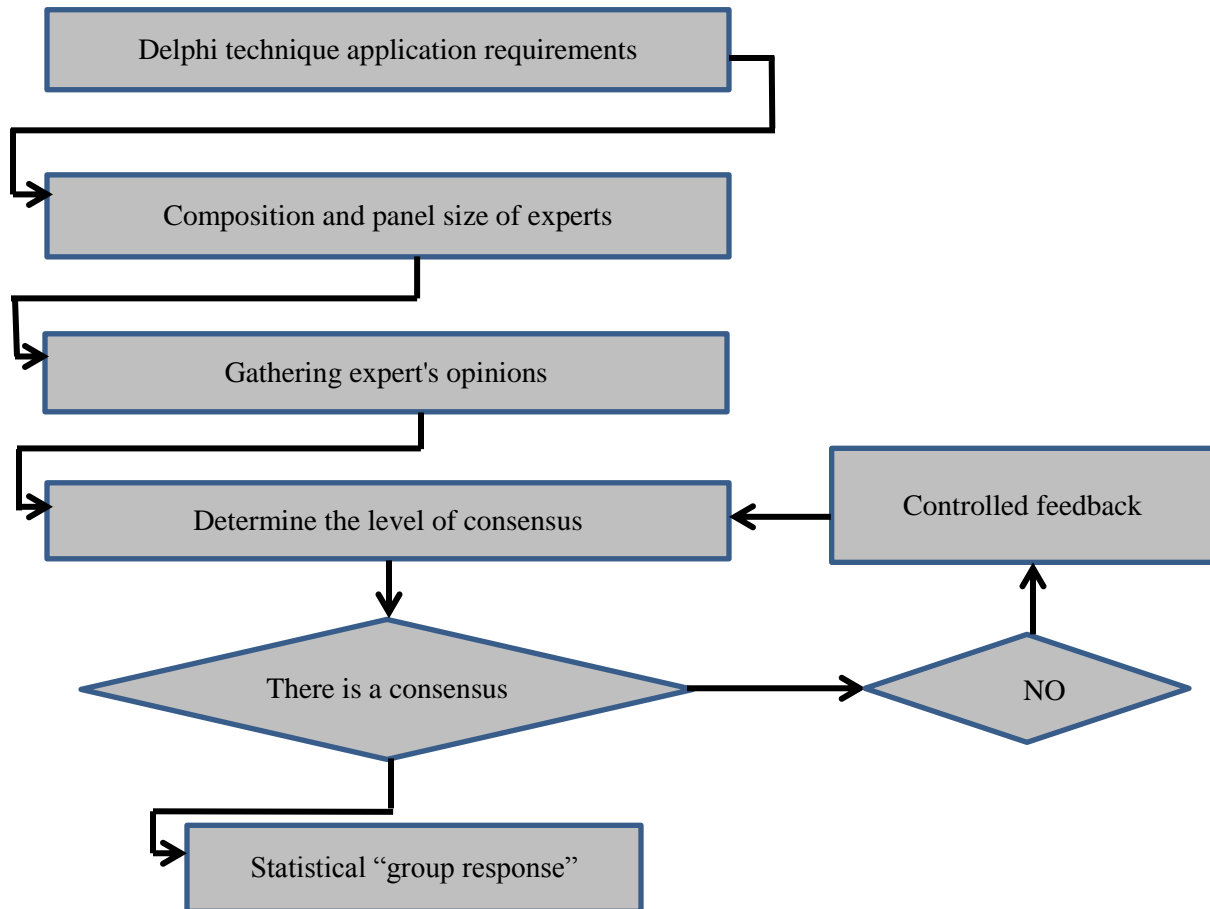 Delphi technique application requirements
Composition and panel size of experts
Gathering expert's opinions
Determine the level of consensus
Controlled feedback
There is a consensus
NO
Statistical “group response”